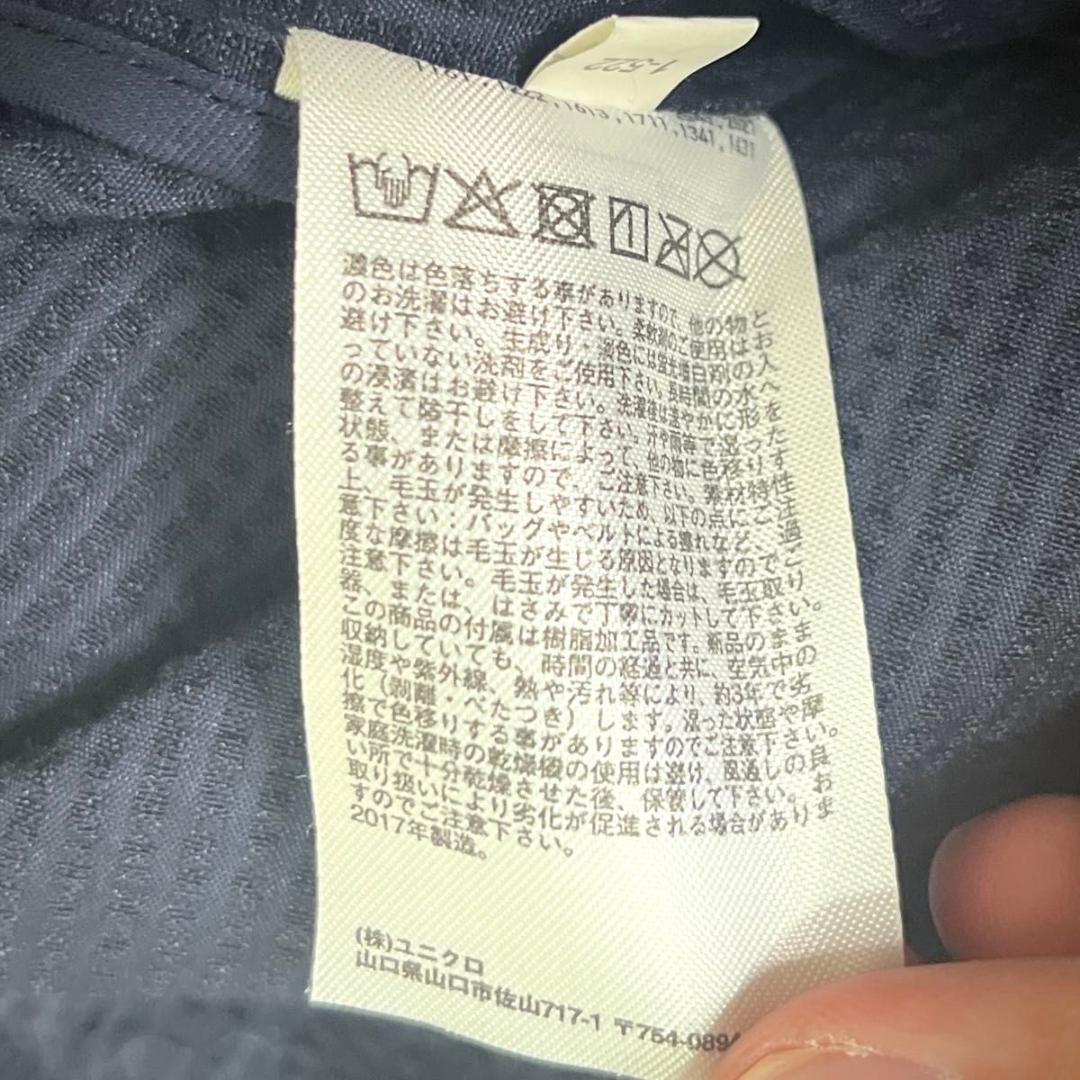 1-522
1341,1431
濃色は色落ちする事がありますので、他の物と
のお洗濯はお避け下さい。柔軟剤のご使用はお
避け下さい。生成り・淡色には蛍光増白剤の入
っていない洗剤をご使用下さい。長時間の水へ
の浸漬はお避け下さい。洗濯後は速やかに形を
整えて陰干しをして下さい。汗や雨等で湿った
状態、または摩擦によって、他の物に色移りす
る事がありますので、ご注意下さい。素材特性
上、毛玉が発生しやすいため、以下の点にご注
意下さい：バッグやベルトによる擦れなど、過
度な摩擦は毛玉が生じる原因となりますのでご
注意下さい。毛玉が発生した場合は、毛玉取り
器、または、はさみで丁寧にカットして下さい。
この商品の付属は樹脂加工品です。新品のまま
収納していても、時間の経過と共に、空気中の
湿度や紫外線、熱や汚れ等により、約3年で劣
化（剥離・べたつき）します。湿った状態や摩
擦で色移りする事がありますのでご注意下さい。
家庭洗濯時の乾燥機の使用は避け、風通しの良
い所で十分乾燥させた後、保管して下さい。お
取り扱いにより劣化が促進される場合がありま
すのでご注意下さい。
2017年製造。
(株)ユニクロ
山口県山口市佐山717-1 〒754-0894